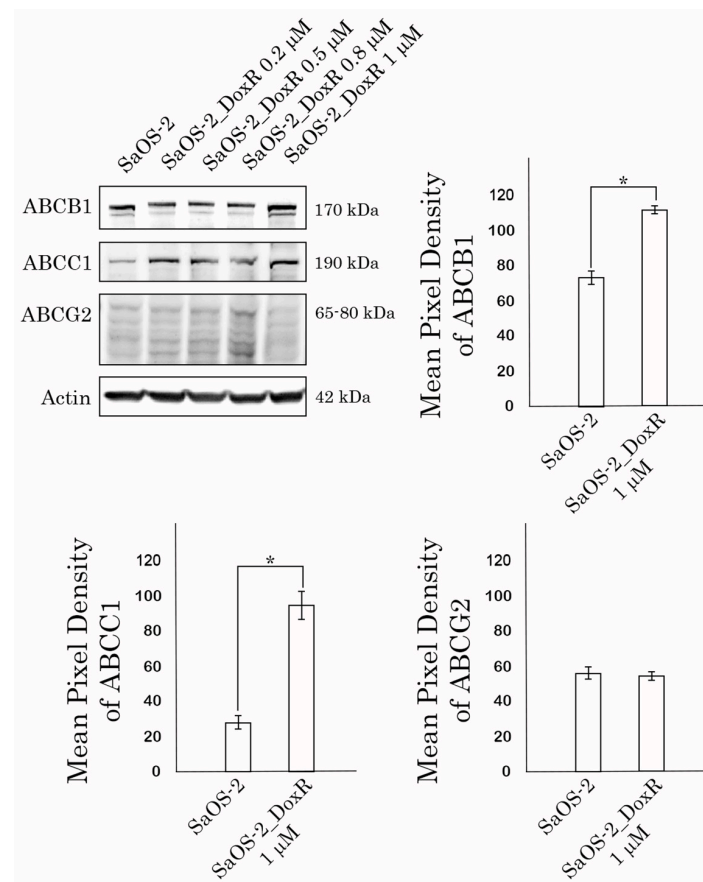 SaOS-2
SaOS-2_DoxR 0.2 µM
SaOS-2_DoxR 0.5 µM
SaOS-2_DoxR 0.8 µM
SaOS-2_DoxR 1 µM
ABCB1
170 kDa
ABCC1
190 kDa
ABCG2
65-80 kDa
Actin
42 kDa
Mean Pixel Density
of ABCB1
120
100
80
60
40
20
0
*
SaOS-2
SaOS-2_DoxR
1 µM
Mean Pixel Density
of ABCC1
120
100
80
60
40
20
0
*
SaOS-2
SaOS-2_DoxR
1 µM
Mean Pixel Density
of ABCG2
120
100
80
60
40
20
0
SaOS-2
SaOS-2_DoxR
1 µM